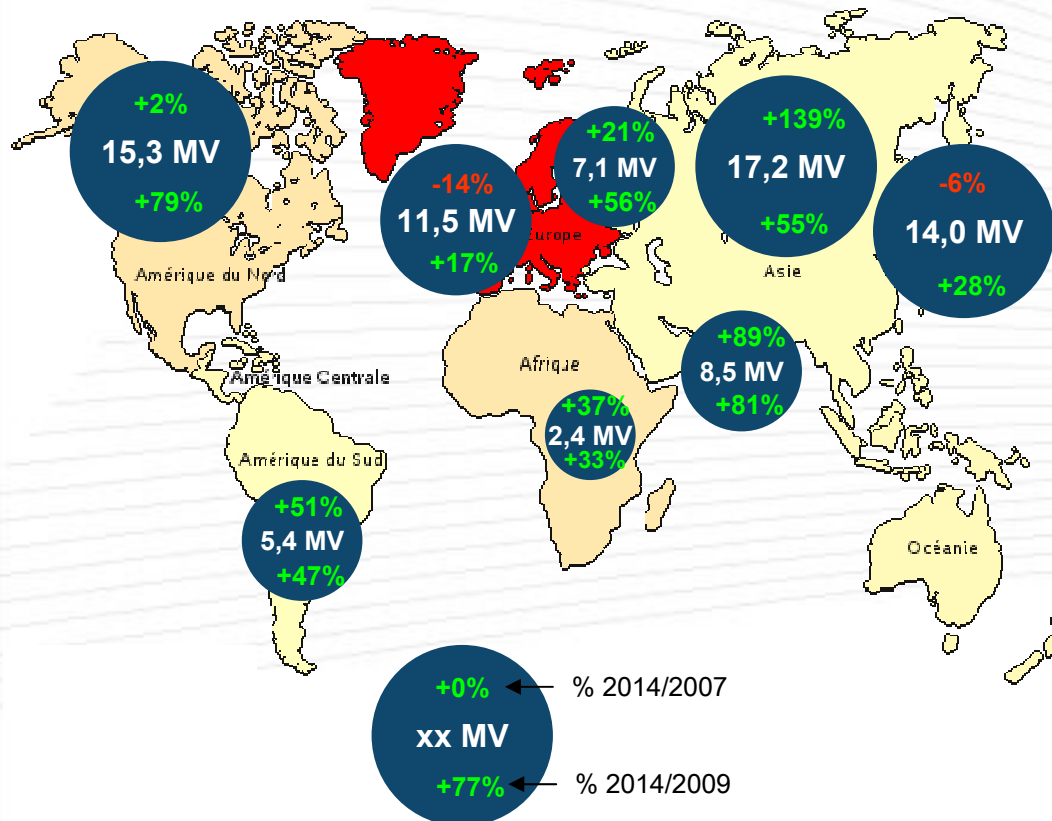 +2%
15,3 MV
+79%
-14%
11,5 MV
+17%
+21%
7,1 MV
+56%
+139%
17,2 MV
+55%
-6%
14,0 MV
+28%
Europe
Asie
Amérique du Nord
+89%
8,5 MV
+81%
Afrique
Amérique Centrale
+37%
2,4 MV
+33%
Amérique du Sud
+51%
5,4 MV
+47%
Océanie
+0%
% 2014/2007
xx MV
+77%
% 2014/2009